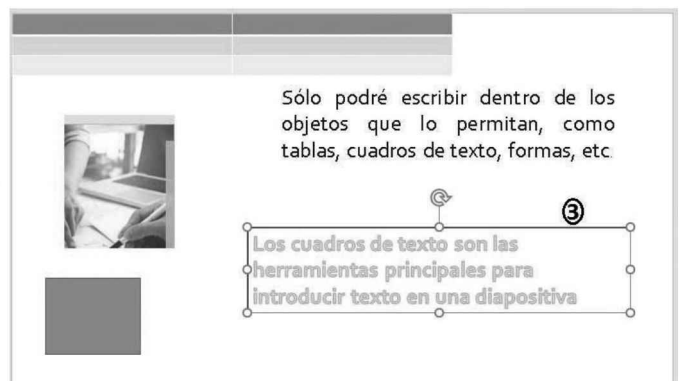 Sólo podré escribir dentro de los
objetos que lo permitan, como
tablas, cuadros de texto, formas, etc.
③
Los cuadros de texto son las
herramientas principales para
introducir texto en una diapositiva